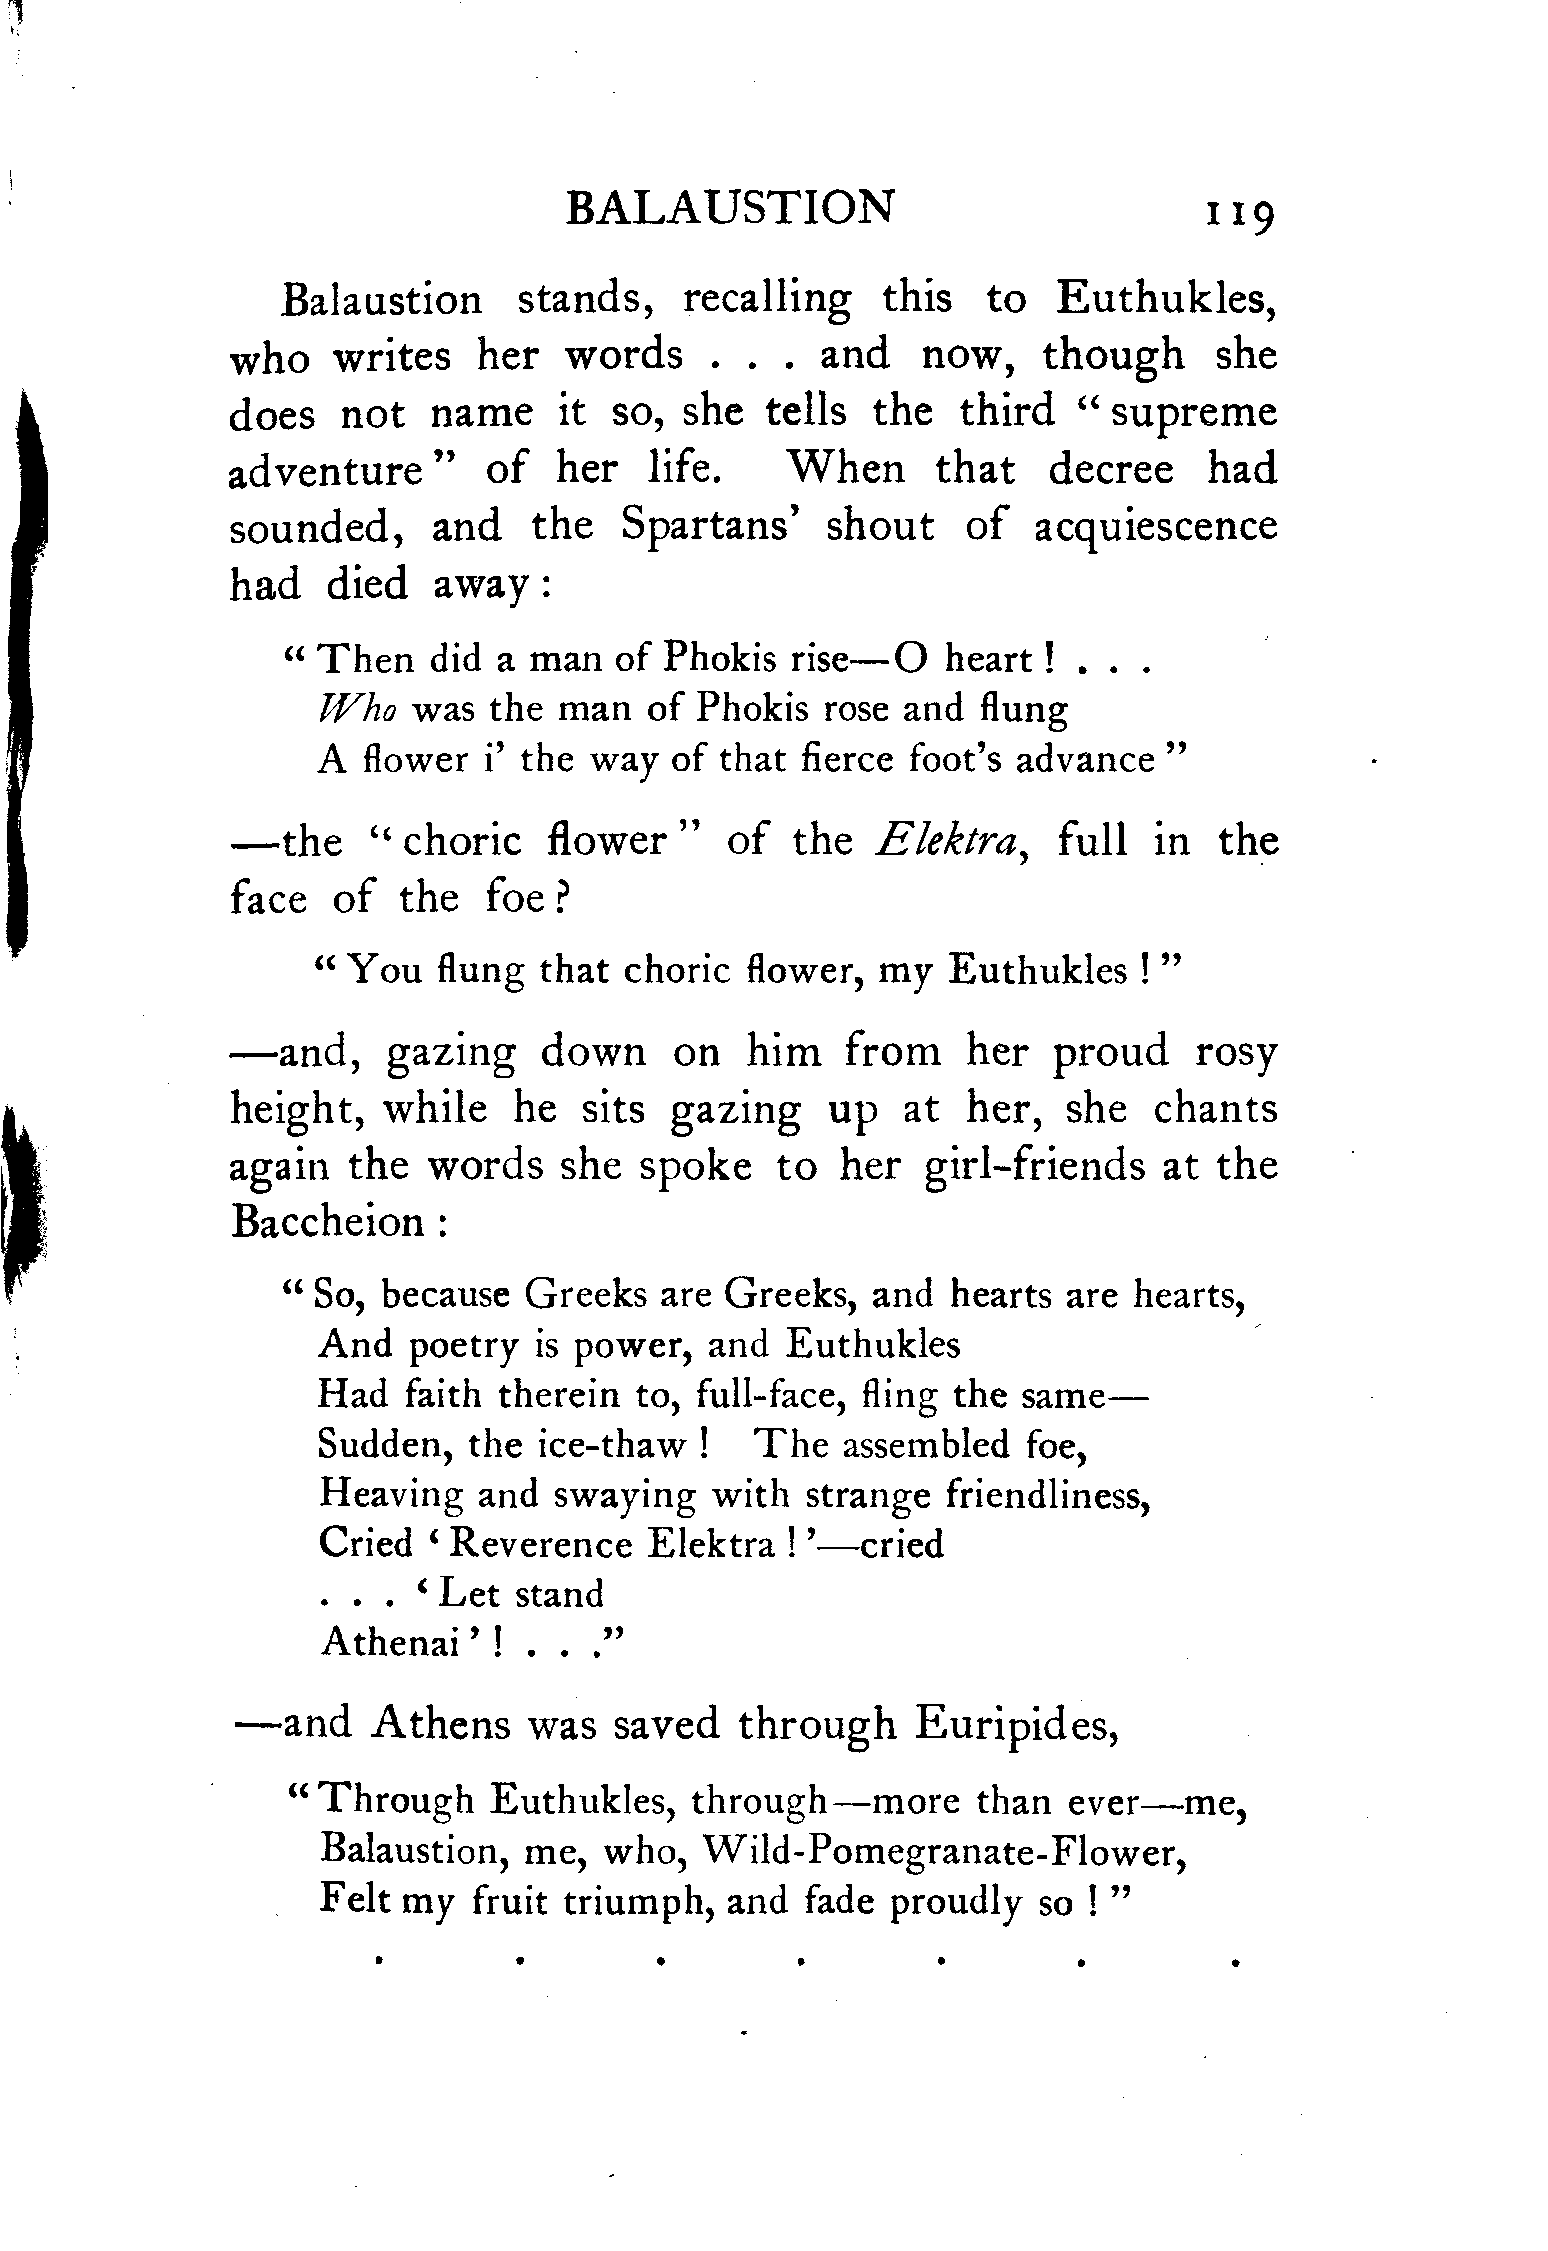 BALAUSTION 119
Balaustion stands, recalling this to Euthukles,
who writes her words . . . and now, though she
does not name it so, she tells the third “supreme
adventure” of her life. When that decree had
sounded, and the Spartans’ shout of acquiescence
had died away:
“Then did a man of Phokis rise—O heart! . . .
Who was the man of Phokis rose and flung
A flower i’ the way of that fierce foot’s advance”
—the “choric flower” of the Elektra, full in the
face of the foe?
“You flung that choric flower, my Euthukles!”
—and, gazing down on him from her proud rosy
height, while he sits gazing up at her, she chants
again the words she spoke to her girl-friends at the
Baccheion:
“So, because Greeks are Greeks, and hearts are hearts,
And poetry is power, and Euthukles
Had faith therein to, full-face, fling the same—
Sudden, the ice-thaw! The assembled foe,
Heaving and swaying with strange friendliness,
Cried ‘Reverence Elektra!’—cried
. . . ‘Let stand
Athenai’! . . .”
—and Athens was saved through Euripides,
“Through Euthukles, through—more than ever—me,
Balaustion, me, who, Wild-Pomegranate-Flower,
Felt my fruit triumph, and fade proudly so!”
. . . . . . .